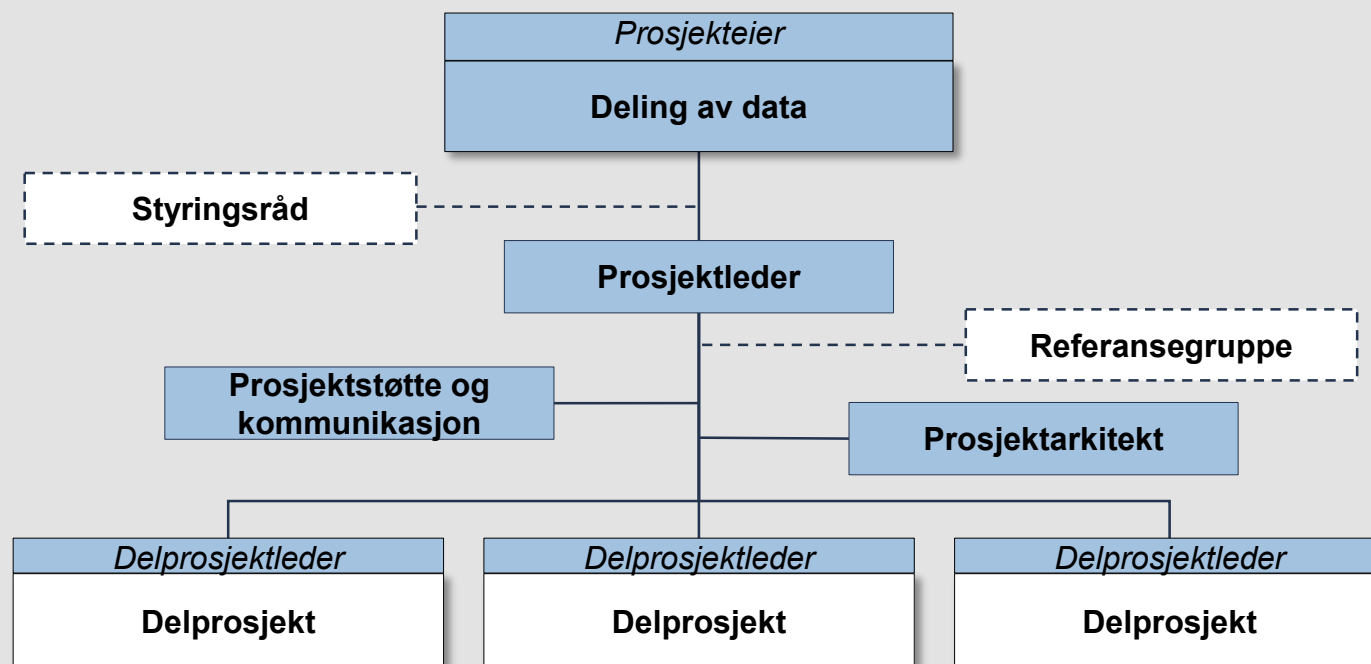 Prosjekteier
Deling av data
Styringsråd
Prosjektleder
Referansegruppe
Prosjektstøtte og
kommunikasjon
Prosjektarkitekt
Delprosjektleder
Delprosjekt
Delprosjektleder
Delprosjekt
Delprosjektleder
Delprosjekt